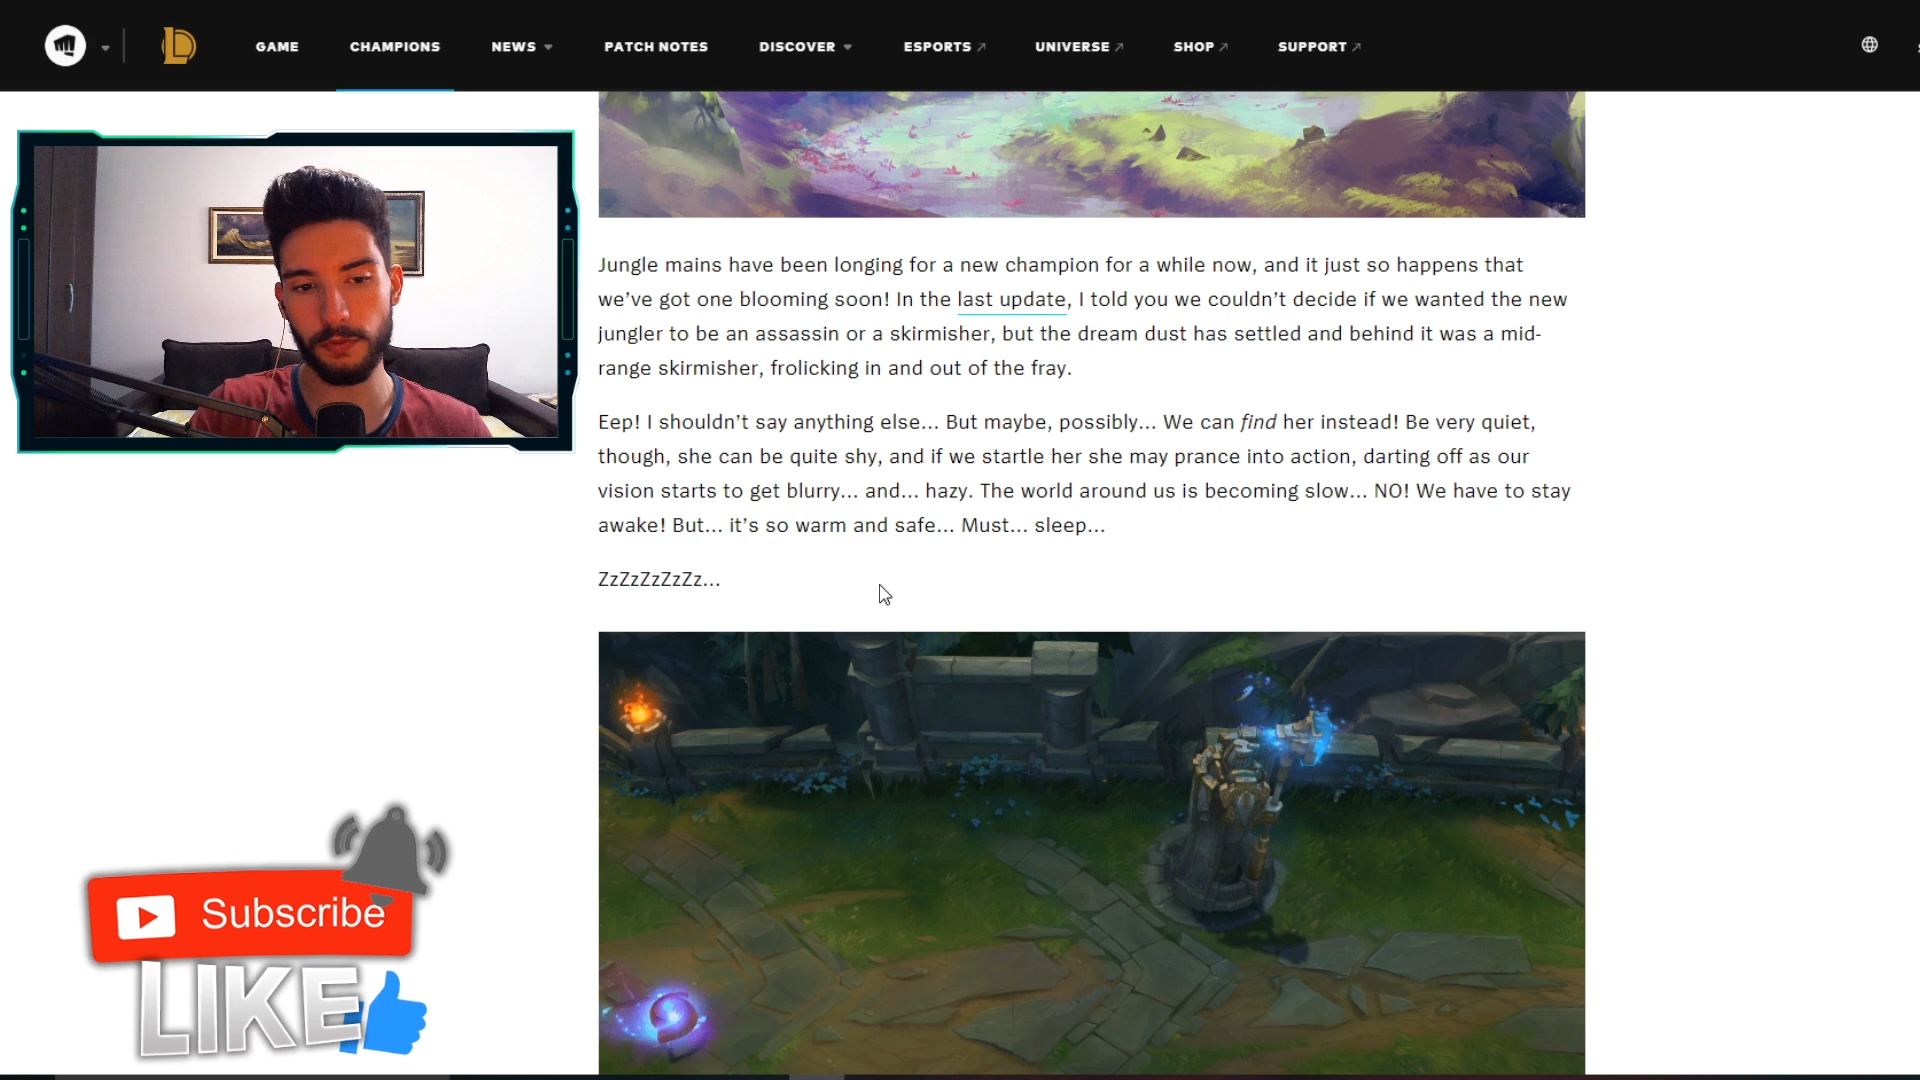 GAME
CHAMPIONS
NEWS
PATCH NOTES
DISCOVER
ESPORTS
UNIVERSE
SHOP
SUPPORT
Jungle mains have been longing for a new champion for a while now, and it just so happens that
we’ve got one blooming soon! In the last update, I told you we couldn’t decide if we wanted the new
jungler to be an assassin or a skirmisher, but the dream dust has settled and behind it was a mid-
range skirmisher, frolicking in and out of the fray.
Eep! I shouldn’t say anything else... But maybe, possibly... We can find her instead! Be very quiet,
though, she can be quite shy, and if we startle her she may prance into action, darting off as our
vision starts to get blurry... and... hazy. The world around us is becoming slow... NO! We have to stay
awake! But... it’s so warm and safe... Must... sleep...
ZzZzZzZzZz...
Subscribe
LIKE